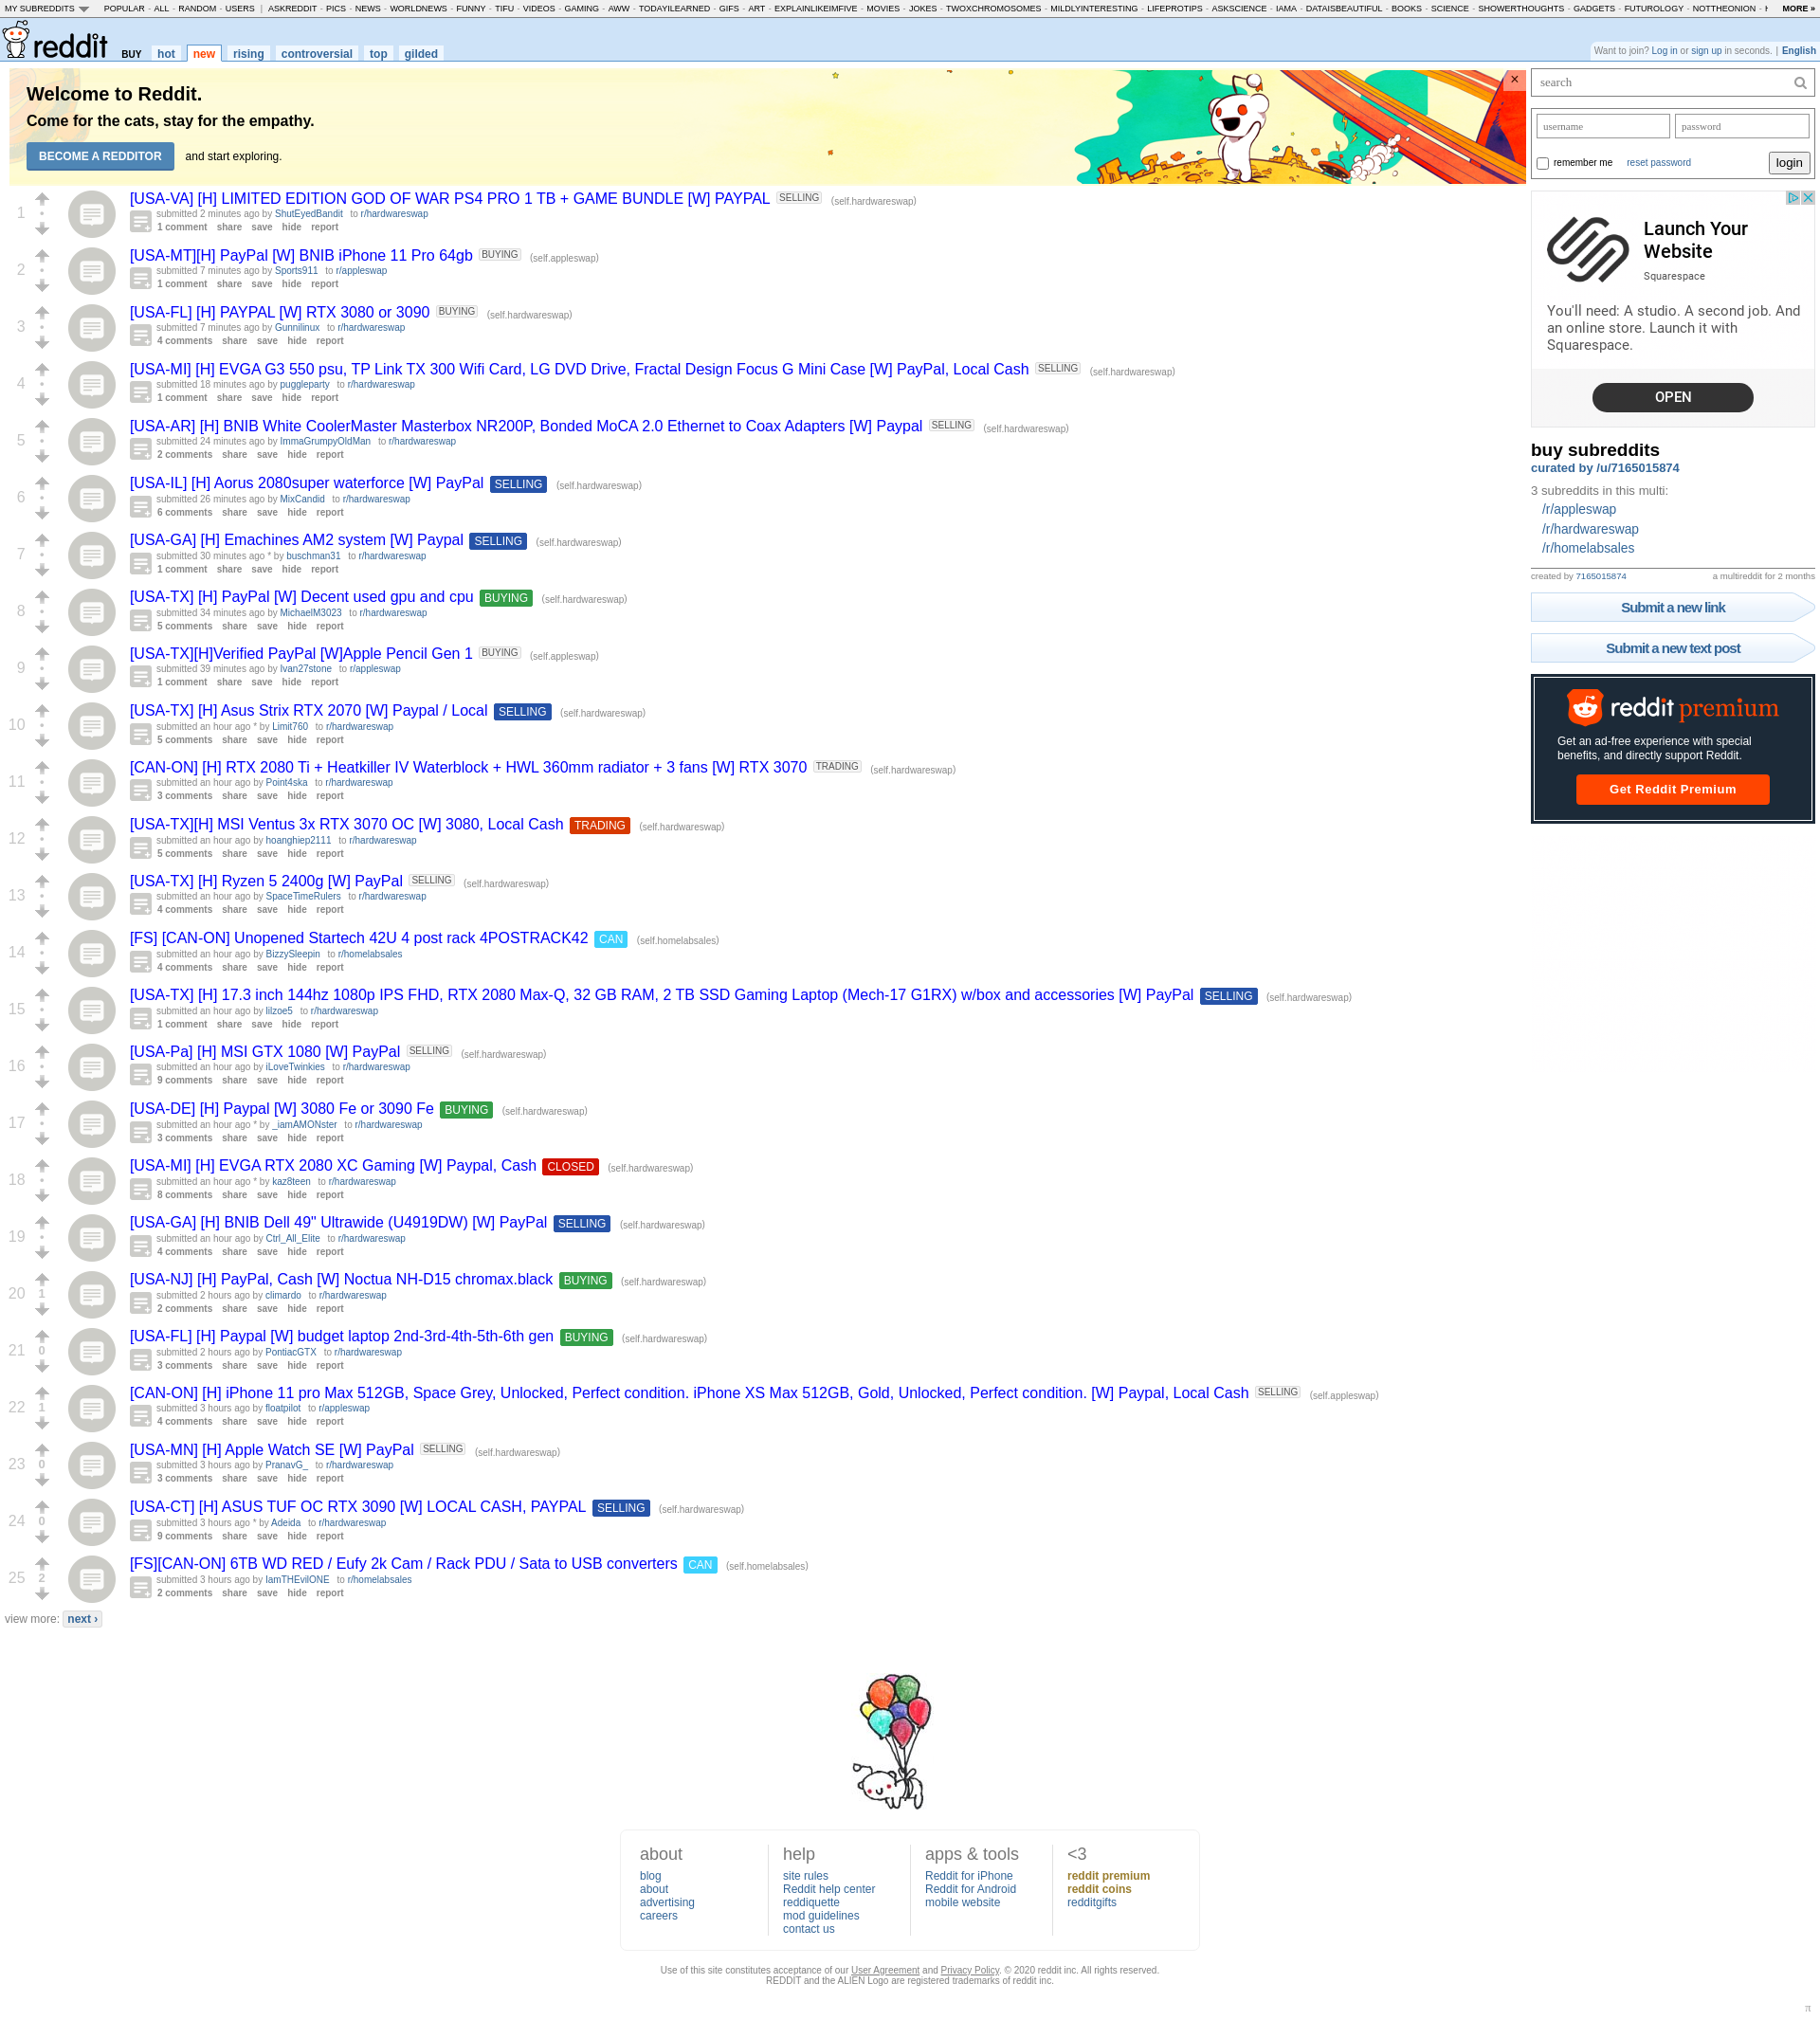 MY SUBREDDITS POPULAR - ALL - RANDOM - USERS | ASKREDDIT - PICS - NEWS - WORLDNEWS - FUNNY - TIFU - VIDEOS - GAMING - AWW - TODAYILEARNED - GIFS - ART - EXPLAINLIKEIMFIVE - MOVIES - JOKES - TWOXCHROMOSOMES - MILDLYINTERESTING - LIFEPROTIPS - ASKSCIENCE - IAMA - DATAISBEAUTIFUL - BOOKS - SCIENCE - SHOWERTHOUGHTS - GADGETS - FUTUROLOGY - NOTTHEONION - MORE »
reddit BUY hot new rising controversial top gilded
Want to join? Log in or sign up in seconds. | English
Welcome to Reddit.
Come for the cats, stay for the empathy.
BECOME A REDDITOR and start exploring.
×
1
[USA-VA] [H] LIMITED EDITION GOD OF WAR PS4 PRO 1 TB + GAME BUNDLE [W] PAYPAL SELLING (self.hardwareswap)
submitted 2 minutes ago by ShutEyedBandit to r/hardwareswap
1 comment share save hide report
2
[USA-MT][H] PayPal [W] BNIB iPhone 11 Pro 64gb BUYING (self.appleswap)
submitted 7 minutes ago by Sports911 to r/appleswap
1 comment share save hide report
3
[USA-FL] [H] PAYPAL [W] RTX 3080 or 3090 BUYING (self.hardwareswap)
submitted 7 minutes ago by Gunnilinux to r/hardwareswap
4 comments share save hide report
4
[USA-MI] [H] EVGA G3 550 psu, TP Link TX 300 Wifi Card, LG DVD Drive, Fractal Design Focus G Mini Case [W] PayPal, Local Cash SELLING (self.hardwareswap)
submitted 18 minutes ago by puggleparty to r/hardwareswap
1 comment share save hide report
5
[USA-AR] [H] BNIB White CoolerMaster Masterbox NR200P, Bonded MoCA 2.0 Ethernet to Coax Adapters [W] Paypal SELLING (self.hardwareswap)
submitted 24 minutes ago by ImmaGrumpyOldMan to r/hardwareswap
2 comments share save hide report
6
[USA-IL] [H] Aorus 2080super waterforce [W] PayPal SELLING (self.hardwareswap)
submitted 26 minutes ago by MixCandid to r/hardwareswap
6 comments share save hide report
7
[USA-GA] [H] Emachines AM2 system [W] Paypal SELLING (self.hardwareswap)
submitted 30 minutes ago * by buschman31 to r/hardwareswap
1 comment share save hide report
8
[USA-TX] [H] PayPal [W] Decent used gpu and cpu BUYING (self.hardwareswap)
submitted 34 minutes ago by MichaelM3023 to r/hardwareswap
5 comments share save hide report
9
[USA-TX][H]Verified PayPal [W]Apple Pencil Gen 1 BUYING (self.appleswap)
submitted 39 minutes ago by Ivan27stone to r/appleswap
1 comment share save hide report
10
[USA-TX] [H] Asus Strix RTX 2070 [W] Paypal / Local SELLING (self.hardwareswap)
submitted an hour ago * by Limit760 to r/hardwareswap
5 comments share save hide report
11
[CAN-ON] [H] RTX 2080 Ti + Heatkiller IV Waterblock + HWL 360mm radiator + 3 fans [W] RTX 3070 TRADING (self.hardwareswap)
submitted an hour ago by Point4ska to r/hardwareswap
3 comments share save hide report
12
[USA-TX][H] MSI Ventus 3x RTX 3070 OC [W] 3080, Local Cash TRADING (self.hardwareswap)
submitted an hour ago by hoanghiep2111 to r/hardwareswap
5 comments share save hide report
13
[USA-TX] [H] Ryzen 5 2400g [W] PayPal SELLING (self.hardwareswap)
submitted an hour ago by SpaceTimeRulers to r/hardwareswap
4 comments share save hide report
14
[FS] [CAN-ON] Unopened Startech 42U 4 post rack 4POSTRACK42 CAN (self.homelabsales)
submitted an hour ago by BizzySleepin to r/homelabsales
4 comments share save hide report
15
[USA-TX] [H] 17.3 inch 144hz 1080p IPS FHD, RTX 2080 Max-Q, 32 GB RAM, 2 TB SSD Gaming Laptop (Mech-17 G1RX) w/box and accessories [W] PayPal SELLING (self.hardwareswap)
submitted an hour ago by lilzoe5 to r/hardwareswap
1 comment share save hide report
16
[USA-Pa] [H] MSI GTX 1080 [W] PayPal SELLING (self.hardwareswap)
submitted an hour ago by iLoveTwinkies to r/hardwareswap
9 comments share save hide report
17
[USA-DE] [H] Paypal [W] 3080 Fe or 3090 Fe BUYING (self.hardwareswap)
submitted an hour ago * by _iamAMONster to r/hardwareswap
3 comments share save hide report
18
[USA-MI] [H] EVGA RTX 2080 XC Gaming [W] Paypal, Cash CLOSED (self.hardwareswap)
submitted an hour ago * by kaz8teen to r/hardwareswap
8 comments share save hide report
19
[USA-GA] [H] BNIB Dell 49" Ultrawide (U4919DW) [W] PayPal SELLING (self.hardwareswap)
submitted an hour ago by Ctrl_All_Elite to r/hardwareswap
4 comments share save hide report
20 1
[USA-NJ] [H] PayPal, Cash [W] Noctua NH-D15 chromax.black BUYING (self.hardwareswap)
submitted 2 hours ago by climardo to r/hardwareswap
2 comments share save hide report
21 0
[USA-FL] [H] Paypal [W] budget laptop 2nd-3rd-4th-5th-6th gen BUYING (self.hardwareswap)
submitted 2 hours ago by PontiacGTX to r/hardwareswap
3 comments share save hide report
22 1
[CAN-ON] [H] iPhone 11 pro Max 512GB, Space Grey, Unlocked, Perfect condition. iPhone XS Max 512GB, Gold, Unlocked, Perfect condition. [W] Paypal, Local Cash SELLING (self.appleswap)
submitted 3 hours ago by floatpilot to r/appleswap
4 comments share save hide report
23 0
[USA-MN] [H] Apple Watch SE [W] PayPal SELLING (self.hardwareswap)
submitted 3 hours ago by PranavG_ to r/hardwareswap
3 comments share save hide report
24 0
[USA-CT] [H] ASUS TUF OC RTX 3090 [W] LOCAL CASH, PAYPAL SELLING (self.hardwareswap)
submitted 3 hours ago * by Adeida to r/hardwareswap
9 comments share save hide report
25 2
[FS][CAN-ON] 6TB WD RED / Eufy 2k Cam / Rack PDU / Sata to USB converters CAN (self.homelabsales)
submitted 3 hours ago by IamTHEvilONE to r/homelabsales
2 comments share save hide report
view more: next ›
search
username password
remember me reset password login
Launch Your
Website
Squarespace
You'll need: A studio. A second job. And
an online store. Launch it with
Squarespace.
OPEN
buy subreddits
curated by /u/7165015874
3 subreddits in this multi:
/r/appleswap
/r/hardwareswap
/r/homelabsales
created by 7165015874 a multireddit for 2 months
Submit a new link
Submit a new text post
reddit premium
Get an ad-free experience with special
benefits, and directly support Reddit.
Get Reddit Premium
about
blog
about
advertising
careers
help
site rules
Reddit help center
reddiquette
mod guidelines
contact us
apps & tools
Reddit for iPhone
Reddit for Android
mobile website
<3
reddit premium
reddit coins
redditgifts
Use of this site constitutes acceptance of our User Agreement and Privacy Policy. © 2020 reddit inc. All rights reserved.
REDDIT and the ALIEN Logo are registered trademarks of reddit inc.
π